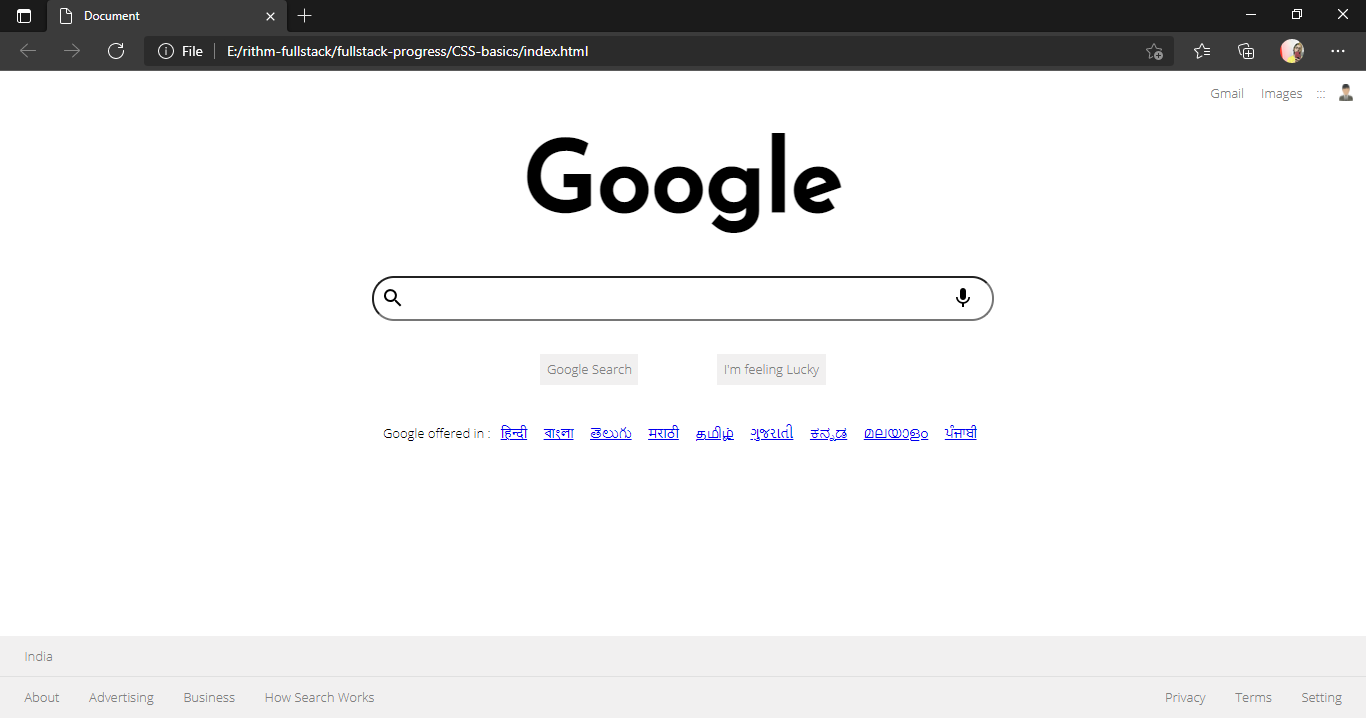 Document
File E:/rithm-fullstack/fullstack-progress/CSS-basics/index.html
Gmail Images :::
Google
Google Search I'm feeling Lucky
Google offered in : हिन्दी বাংলা తెలుగు मराठी தமிழ் ગુજરાતી ಕನ್ನಡ മലയാളം ਪੰਜਾਬੀ
India
About Advertising Business How Search Works Privacy Terms Setting